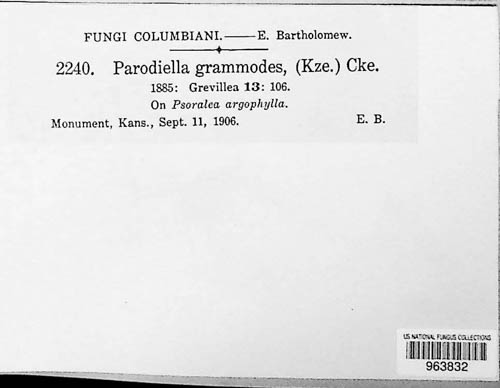 FUNGI COLUMBIANI.——E. Bartholomew.
2240. Parodiella grammodes, (Kze.) Cke.
1885: Grevillea 13: 106.
On Psoralea argophylla.
Monument, Kans., Sept. 11, 1906. E. B.
US NATIONAL FUNGUS COLLECTIONS
963832